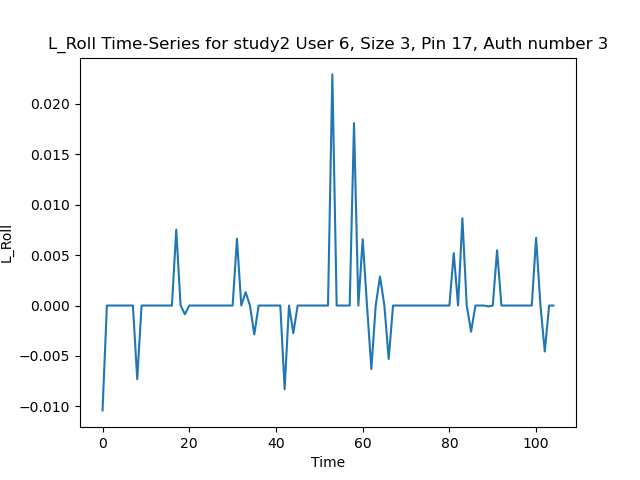 L_Roll Time-Series for study2 User 6, Size 3, Pin 17, Auth number 3
0.020
0.015
0.010
0.005
0.000
−0.005
−0.010
L_Roll
0 20 40 60 80 100
Time